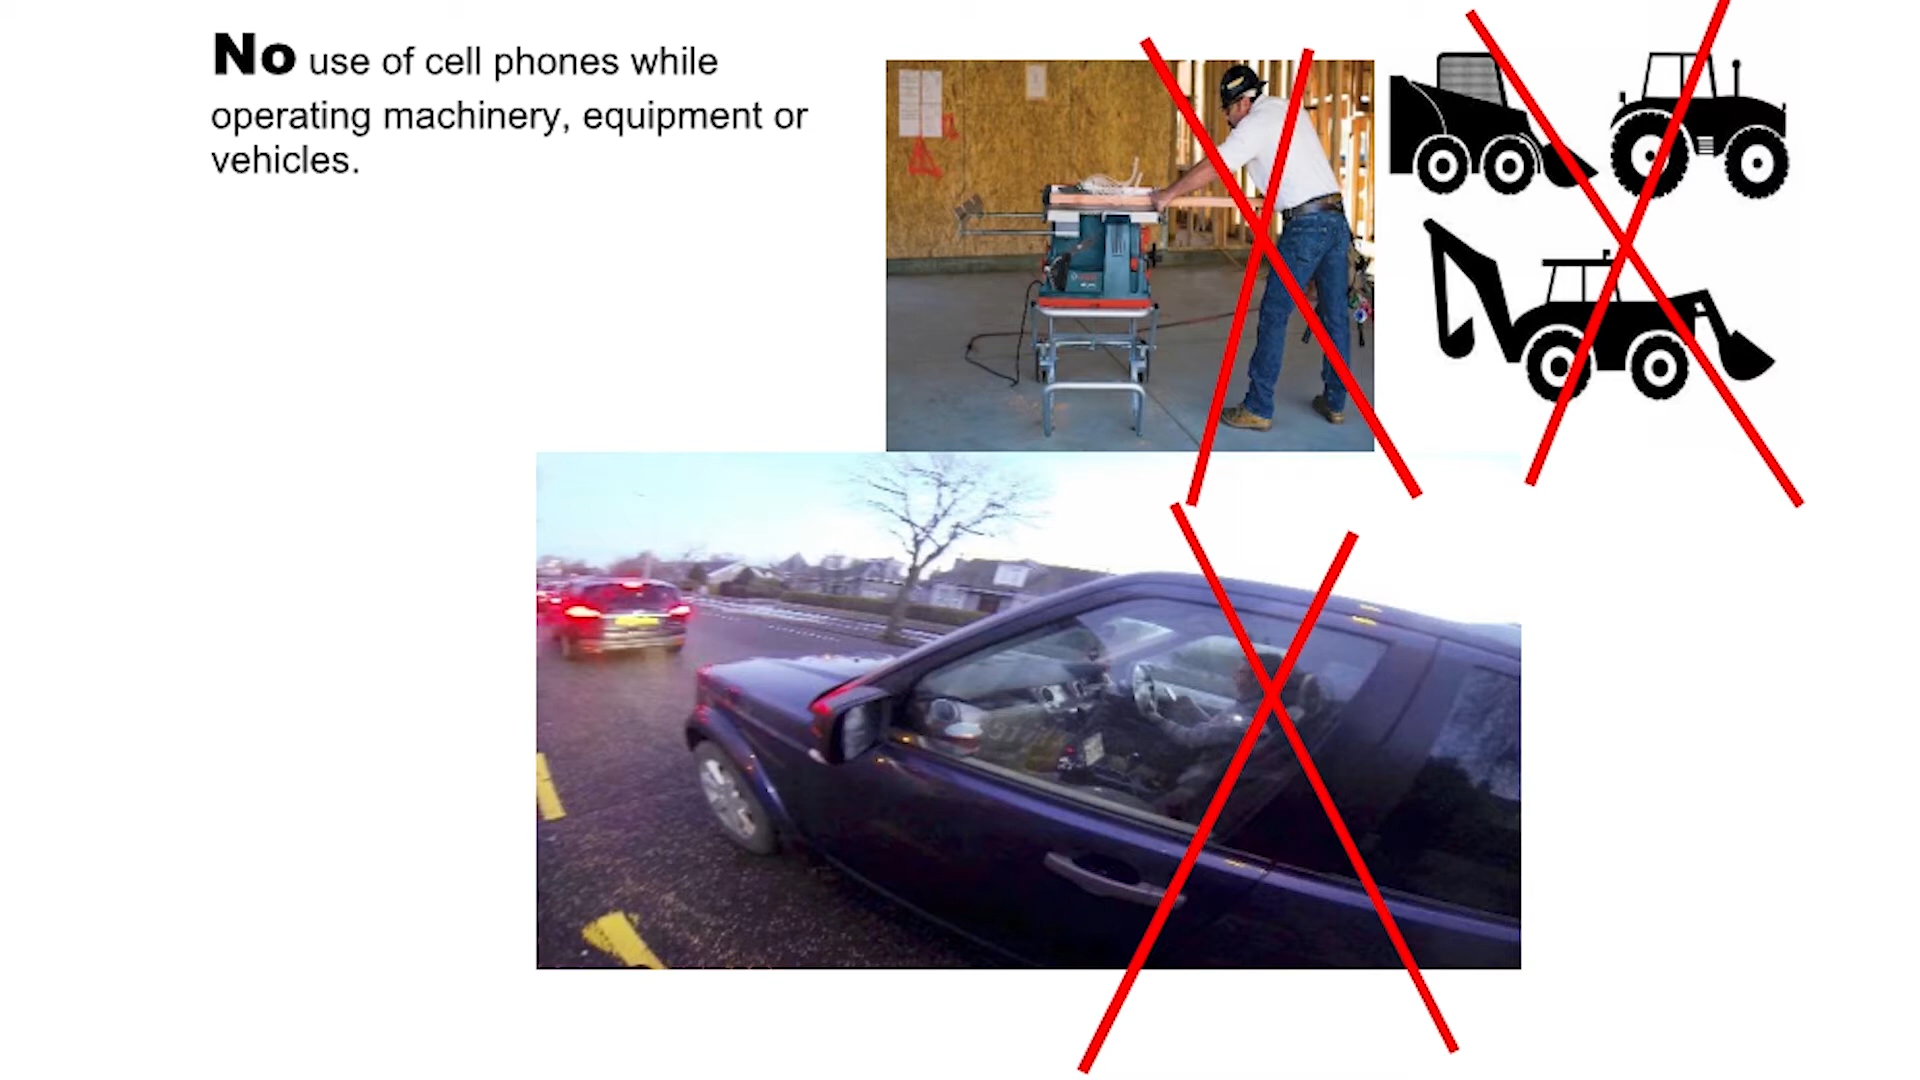 No use of cell phones while
operating machinery, equipment or
vehicles.